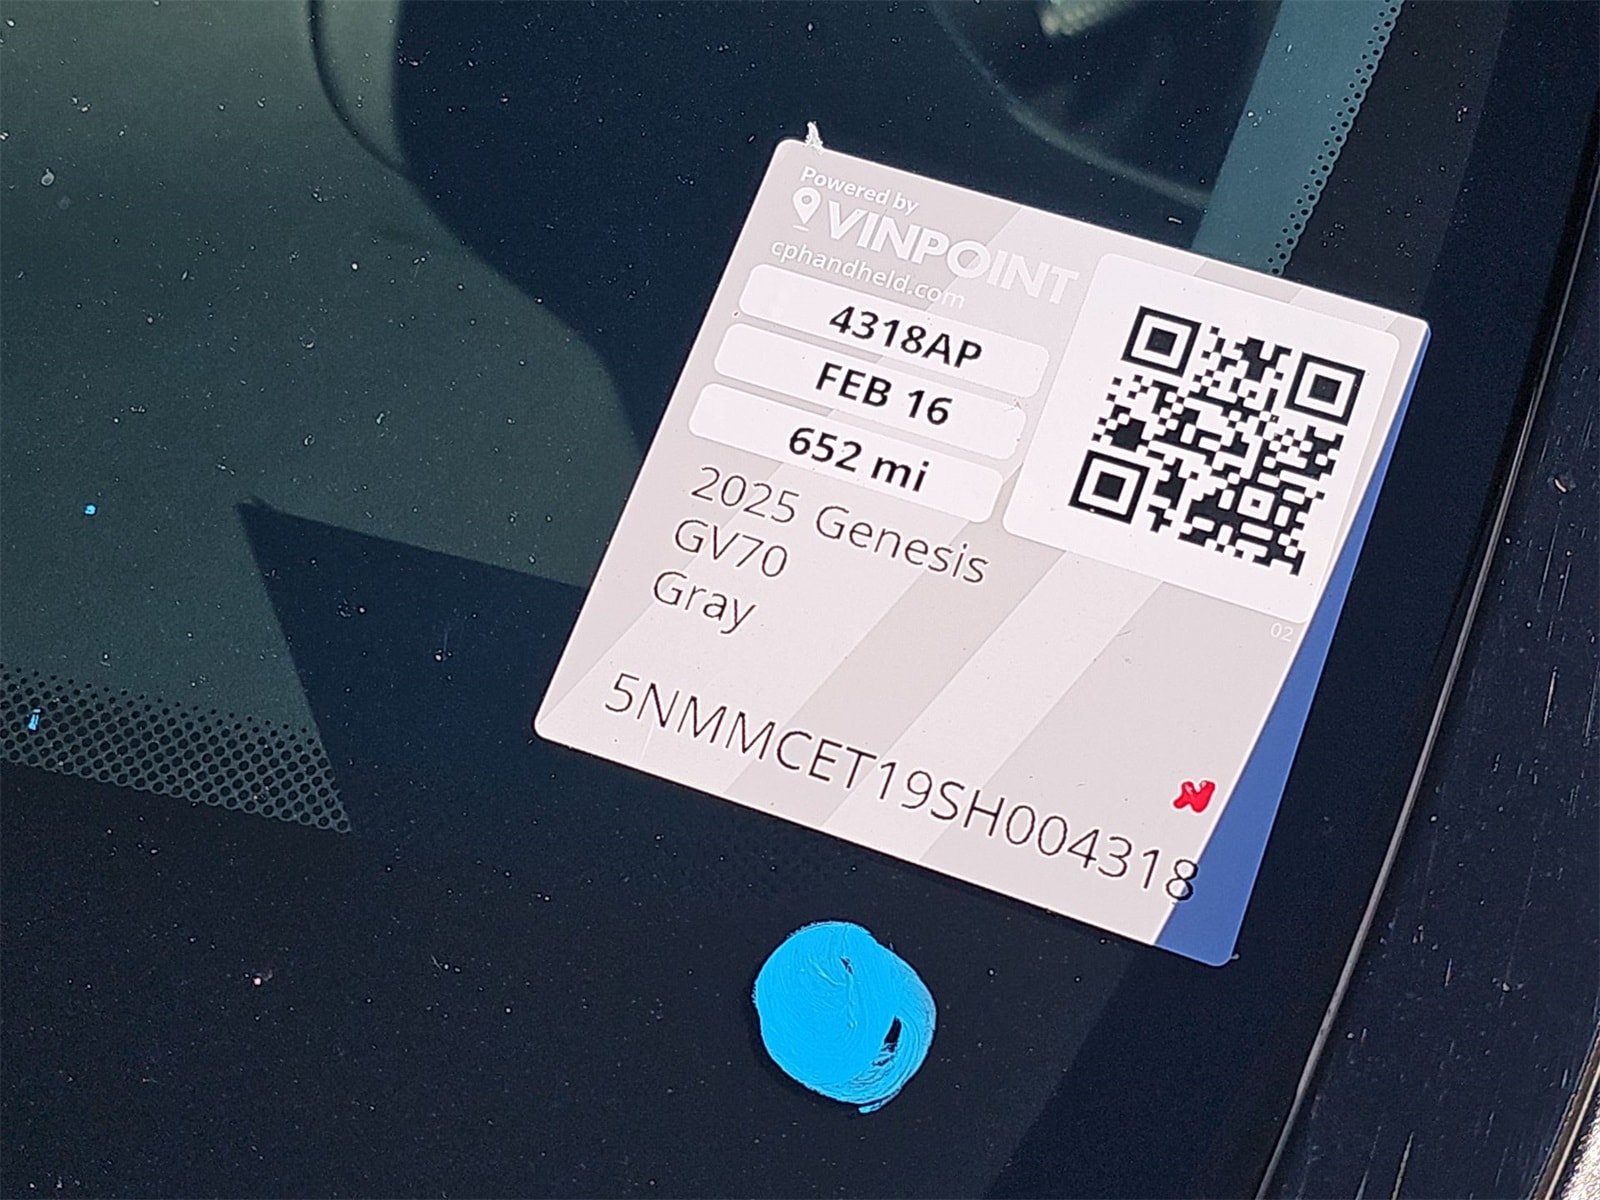 Powered by
VINPOINT
cphandheld.com
4318AP
FEB 16
652 mi
2025 Genesis
GV70
Gray
02
5NMMCET19SH004318